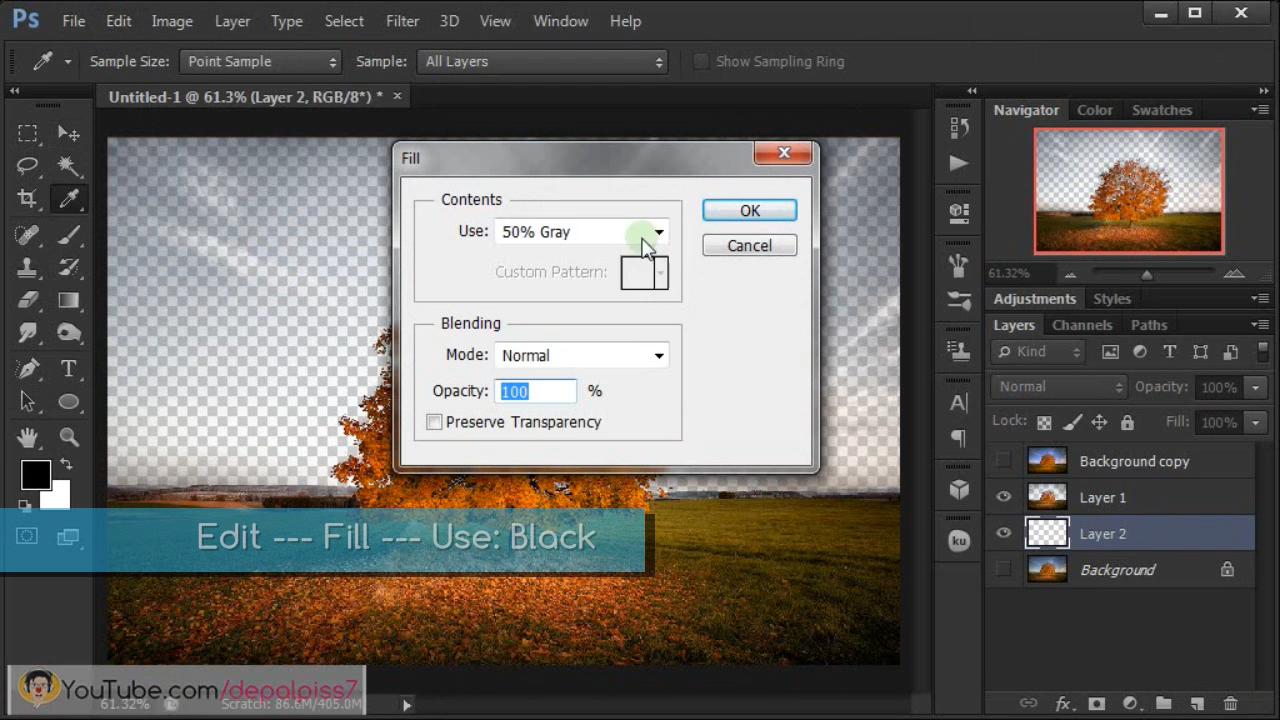 Ps File Edit Image Layer Type Select Filter 3D View Window Help
Sample Size: Point Sample Sample: All Layers Show Sampling Ring
Untitled-1 @ 61.3% (Layer 2, RGB/8*) * ×
Navigator Color Swatches
Fill
Contents
Use: 50% Gray
Custom Pattern:
OK
Cancel
Blending
Mode: Normal
Opacity: 100 %
Preserve Transparency
61.32%
Adjustments Styles
Layers Channels Paths
Kind
Normal Opacity: 100%
Lock: Fill: 100%
Background copy
Layer 1
Layer 2
Background
ku
Edit --- Fill --- Use: Black
YouTube.com/depalpiss7
61.32% Scratch: 86.6M/405.0M